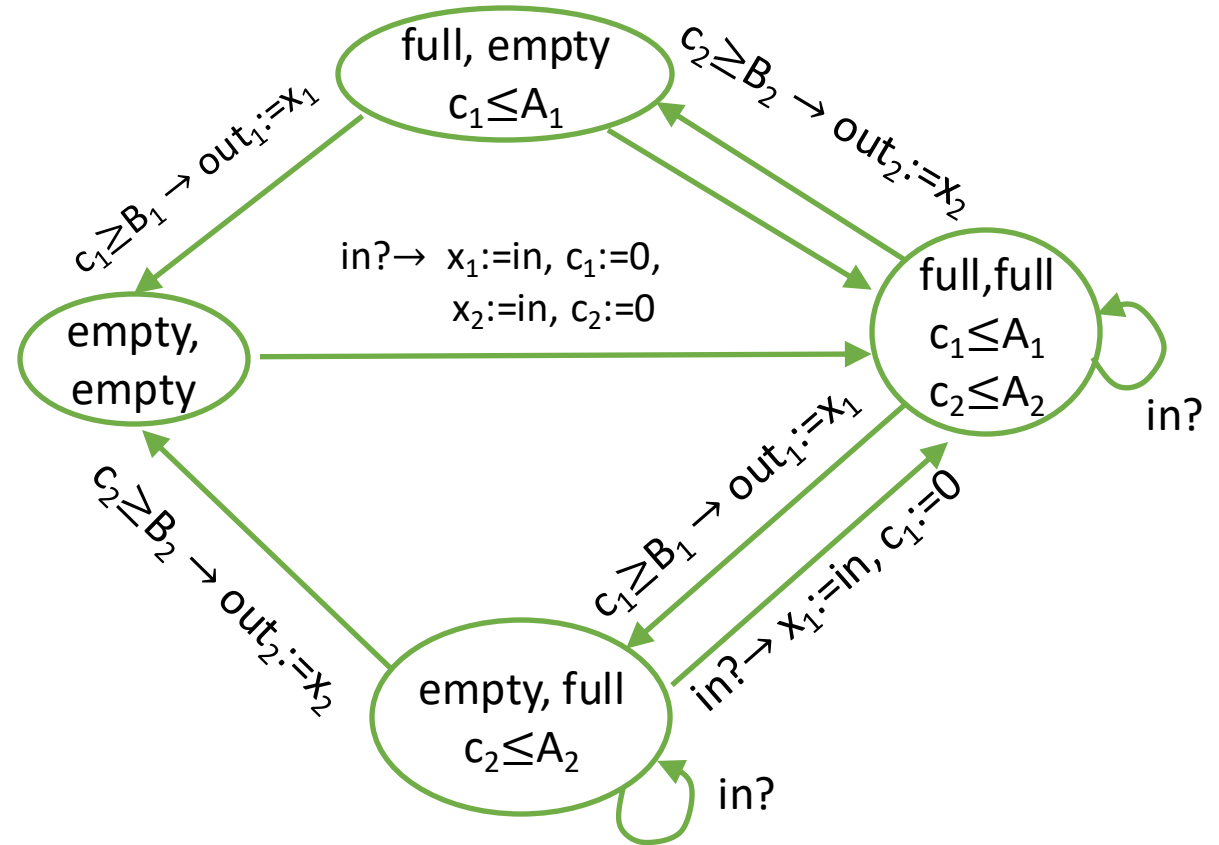 full, empty
c₁≤A₁
c₂≥B₂ → out₂:=x₂
c₁≥B₁ → out₁:=x₁
in?→ x₁:=in, c₁:=0,
x₂:=in, c₂:=0
full,full
c₁≤A₁
c₂≤A₂
in?
empty,
empty
c₁≥B₁ → out₁:=x₁
c₂≥B₂ → out₂:=x₂
in?→ x₁:=in, c₁:=0
empty, full
c₂≤A₂
in?